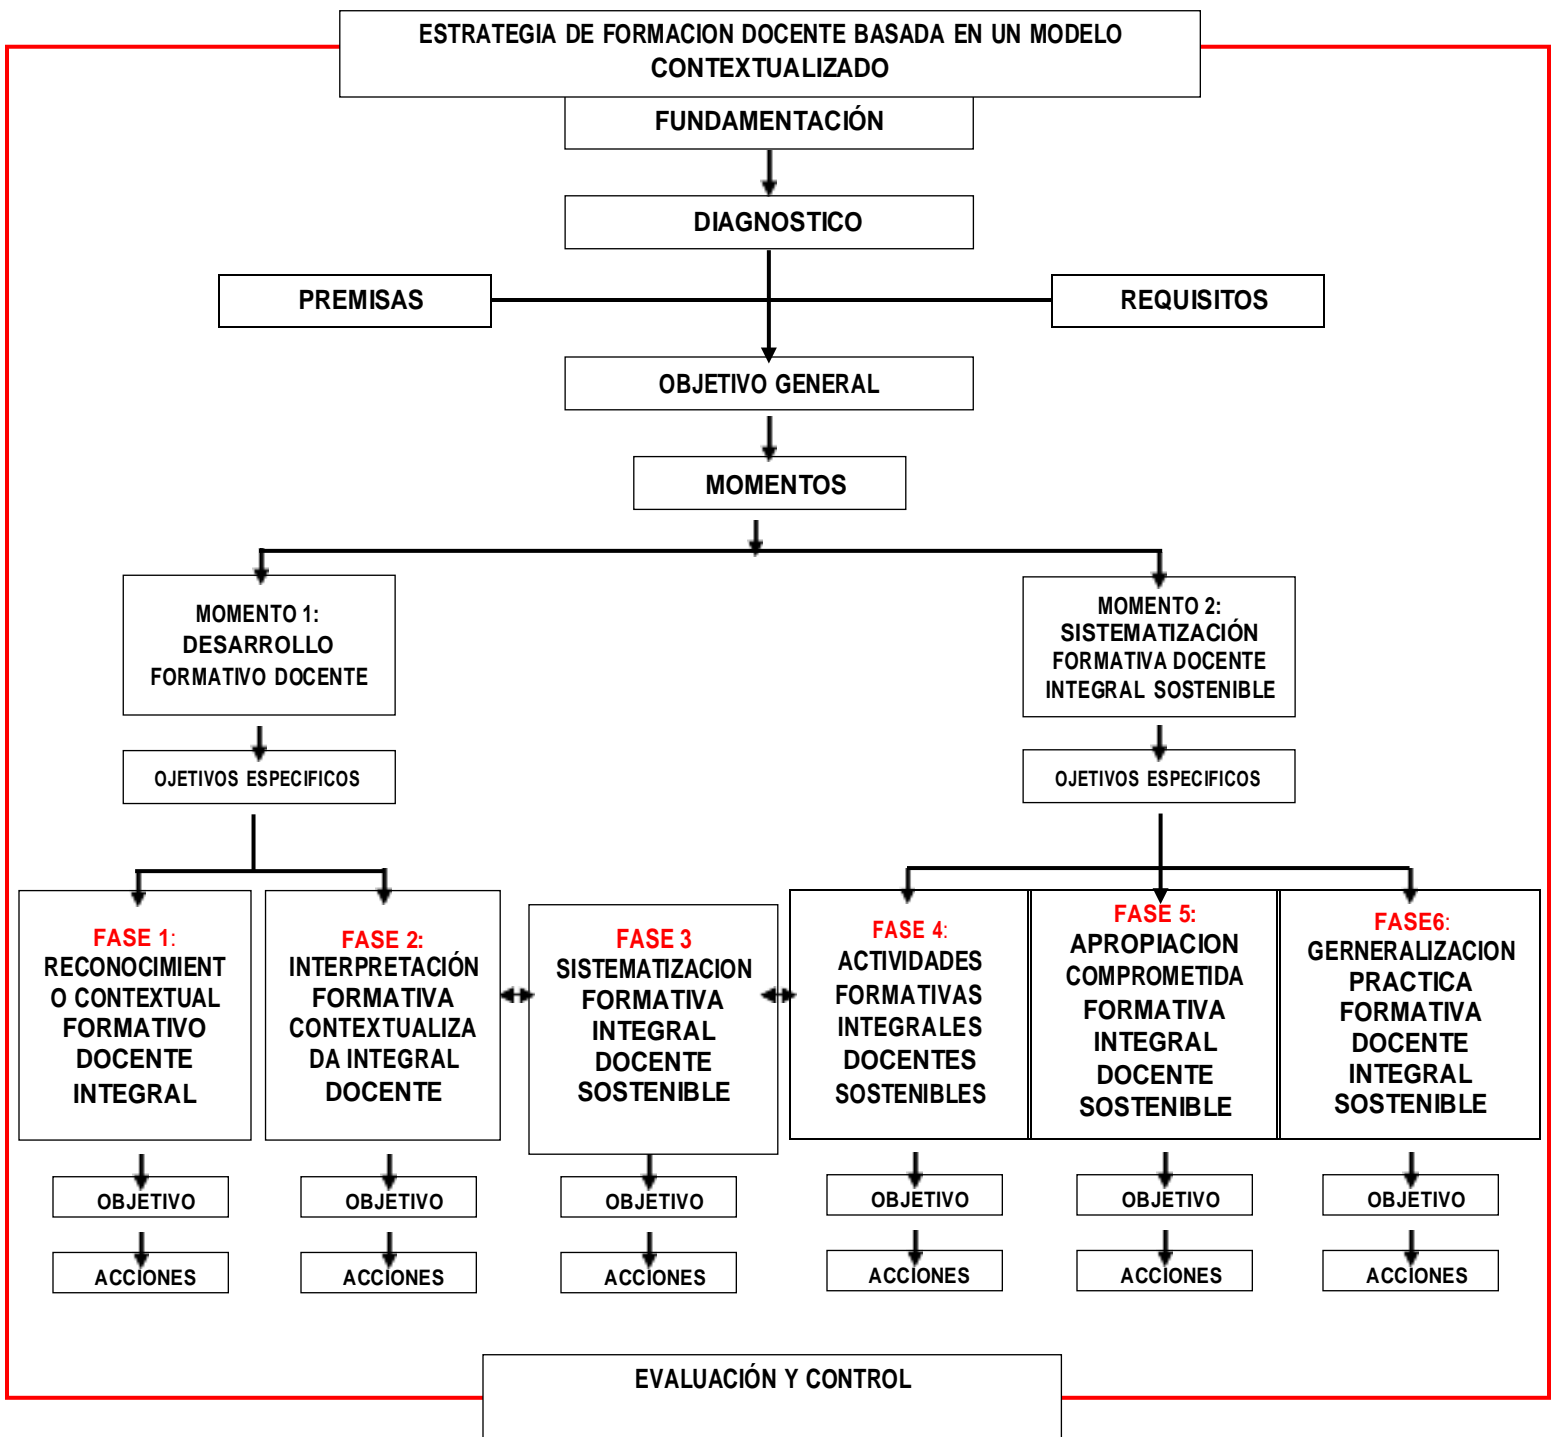 ESTRATEGIA DE FORMACION DOCENTE BASADA EN UN MODELO
CONTEXTUALIZADO
FUNDAMENTACIÓN
DIAGNOSTICO
PREMISAS
REQUISITOS
OBJETIVO GENERAL
MOMENTOS
MOMENTO 1:
DESARROLLO
FORMATIVO DOCENTE
MOMENTO 2:
SISTEMATIZACIÓN
FORMATIVA DOCENTE
INTEGRAL SOSTENIBLE
OJETIVOS ESPECIFICOS
OJETIVOS ESPECIFICOS
FASE 1:
RECONOCIMIENT
O CONTEXTUAL
FORMATIVO
DOCENTE
INTEGRAL
FASE 2:
INTERPRETACIÓN
FORMATIVA
CONTEXTUALIZA
DA INTEGRAL
DOCENTE
FASE 3
SISTEMATIZACION
FORMATIVA
INTEGRAL
DOCENTE
SOSTENIBLE
FASE 4:
ACTIVIDADES
FORMATIVAS
INTEGRALES
DOCENTES
SOSTENIBLES
FASE 5:
APROPIACION
COMPROMETIDA
FORMATIVA
INTEGRAL
DOCENTE
SOSTENIBLE
FASE6:
GERNERALIZACION
PRACTICA
FORMATIVA
DOCENTE
INTEGRAL
SOSTENIBLE
OBJETIVO
OBJETIVO
OBJETIVO
OBJETIVO
OBJETIVO
OBJETIVO
ACCIONES
ACCIONES
ACCIONES
ACCIONES
ACCIONES
ACCIONES
EVALUACIÓN Y CONTROL